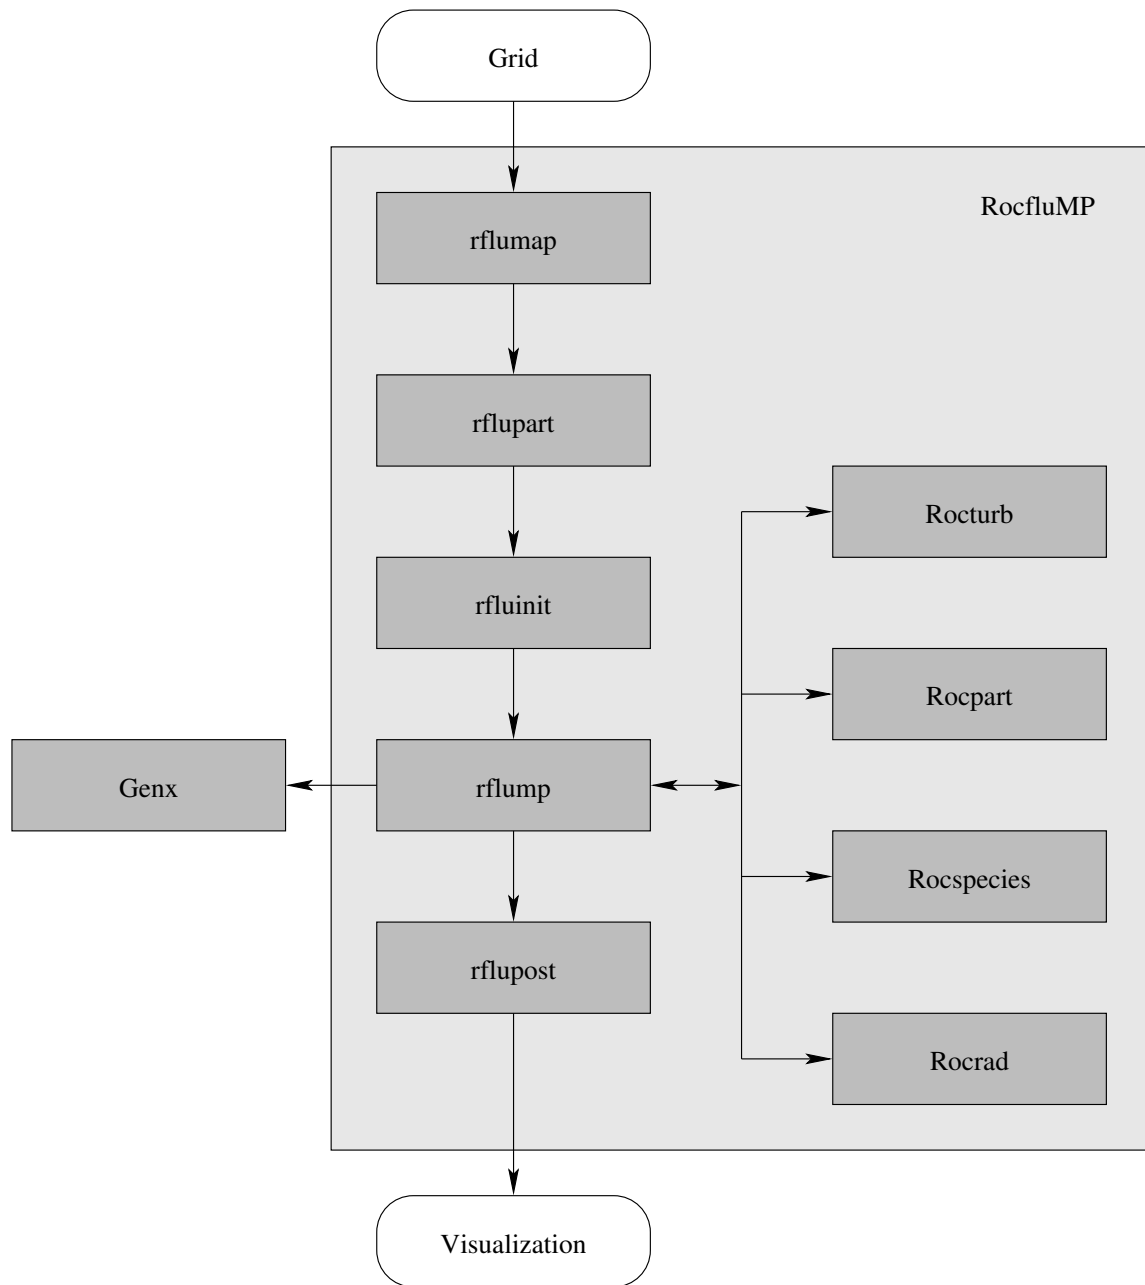 Grid
RocfluMP
rflumap
rflupart
Rocturb
rfluinit
Rocpart
Genx
rflump
Rocspecies
rflupost
Rocrad
Visualization